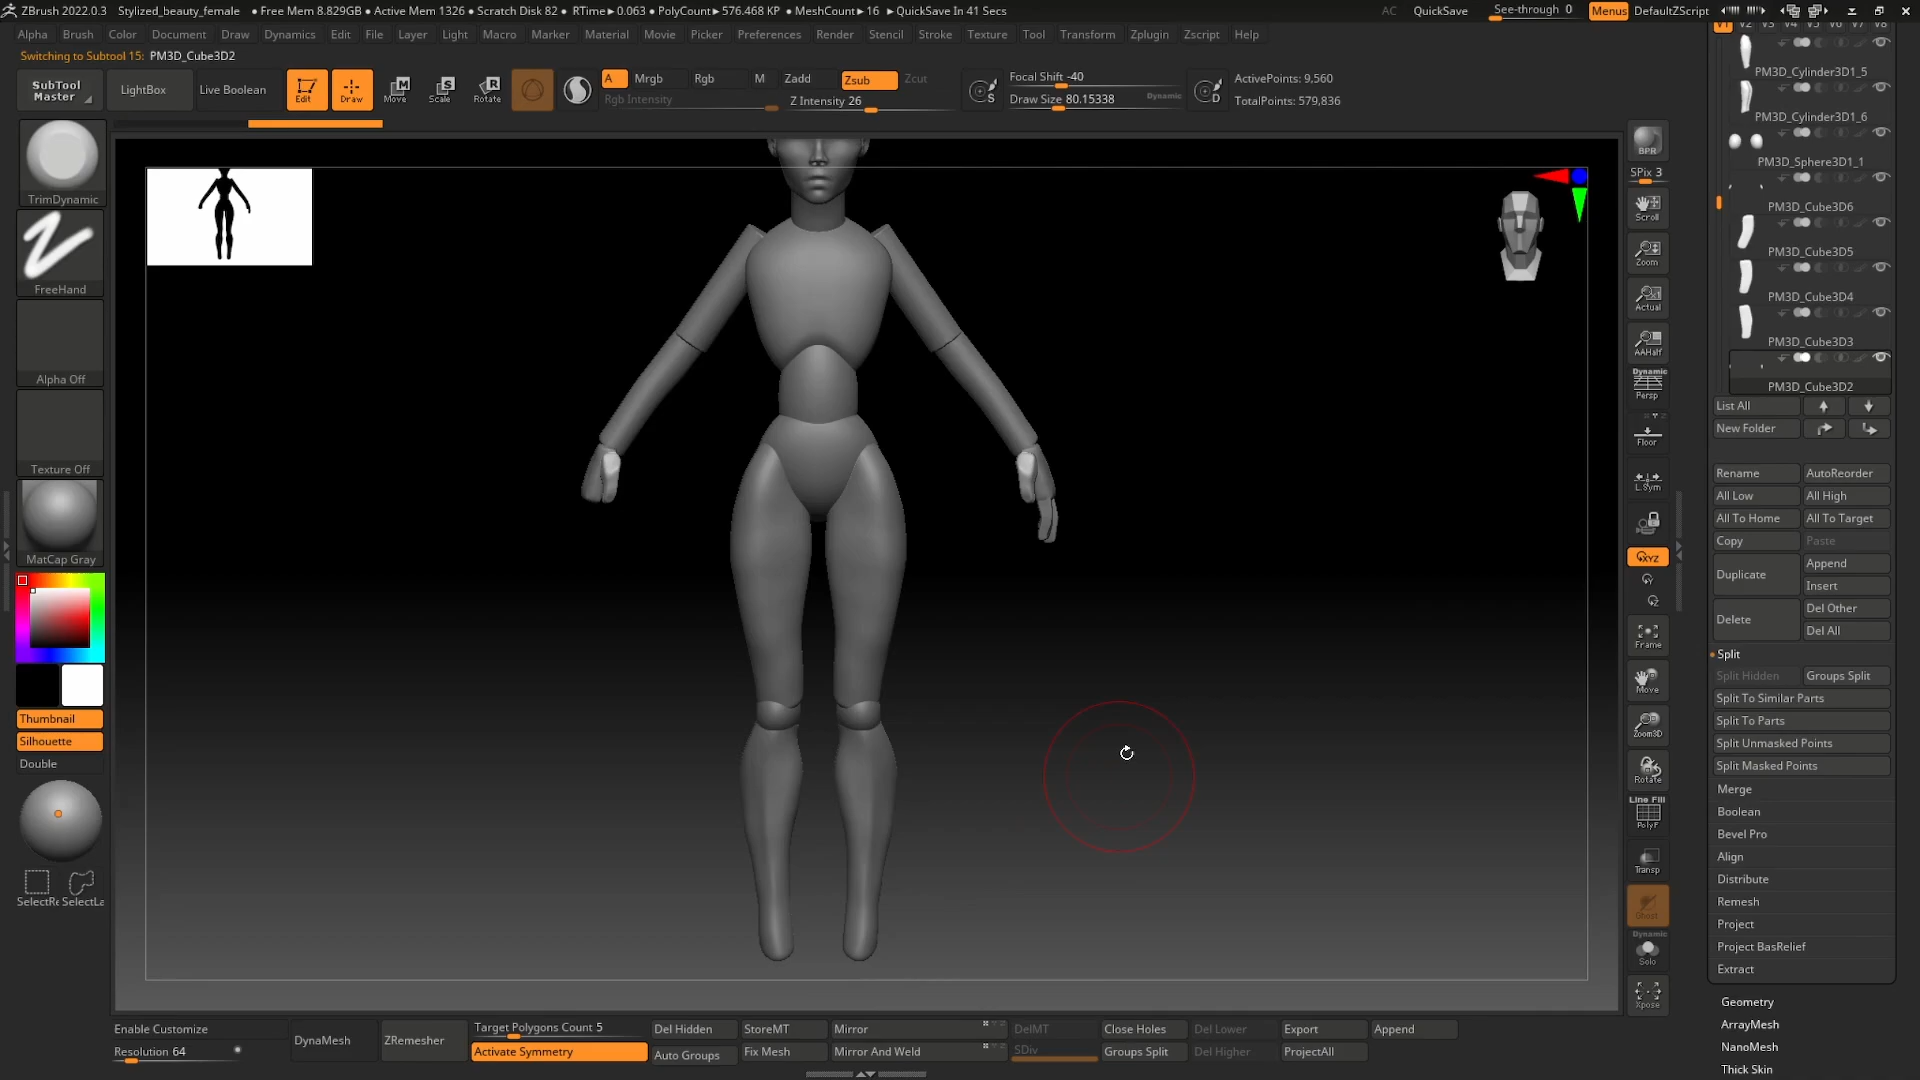 ZBrush 2022.0.3 Stylized_beauty_female ● Free Mem 8.829GB ● Active Mem 1326 ● Scratch Disk 82 ● RTime►0.063 ● PolyCount►576.468 KP ● MeshCount►16 ►QuickSave In 41 Secs AC QuickSave See-through 0 Menus DefaultZScript
Alpha Brush Color Document Draw Dynamics Edit File Layer Light Macro Marker Material Movie Picker Preferences Render Stencil Stroke Texture Tool Transform Zplugin Zscript Help
Switching to Subtool 15: PM3D_Cube3D2
SubTool
Master
LightBox
Live Boolean
Edit
Draw
Move
Scale
Rotate
A Mrgb Rgb M Zadd Zsub Zcut
Rgb Intensity Z Intensity 26
Focal Shift -40
Draw Size 80.15338 Dynamic
ActivePoints: 9,560
TotalPoints: 579,836
TrimDynamic
FreeHand
Alpha Off
Texture Off
MatCap Gray
Thumbnail
Silhouette
Double
SelectRe SelectLa
BPR
SPix 3
Scroll
Zoom
Actual
AAHalf
Dynamic
Persp
Floor
L.Sym
XYZ
Frame
Move
Zoom3D
Rotate
Line Fill
PolyF
Transp
Ghost
Dynamic
Solo
Xpose
V1 V2 V3 V4 V5 V6 V7 V8
PM3D_Cylinder3D1_5
PM3D_Cylinder3D1_6
PM3D_Sphere3D1_1
PM3D_Cube3D6
PM3D_Cube3D5
PM3D_Cube3D4
PM3D_Cube3D3
PM3D_Cube3D2
List All
New Folder
Rename AutoReorder
All Low All High
All To Home All To Target
Copy Paste
Duplicate Append
Insert
Delete Del Other
Del All
Split
Split Hidden Groups Split
Split To Similar Parts
Split To Parts
Split Unmasked Points
Split Masked Points
Merge
Boolean
Bevel Pro
Align
Distribute
Remesh
Project
Project BasRelief
Extract
Geometry
ArrayMesh
NanoMesh
Thick Skin
Enable Customize
Resolution 64
DynaMesh
ZRemesher
Target Polygons Count 5
Activate Symmetry
Del Hidden
Auto Groups
StoreMT
Fix Mesh
Mirror
Mirror And Weld
DelMT
SDiv
Close Holes
Groups Split
Del Lower
Del Higher
Export
ProjectAll
Append